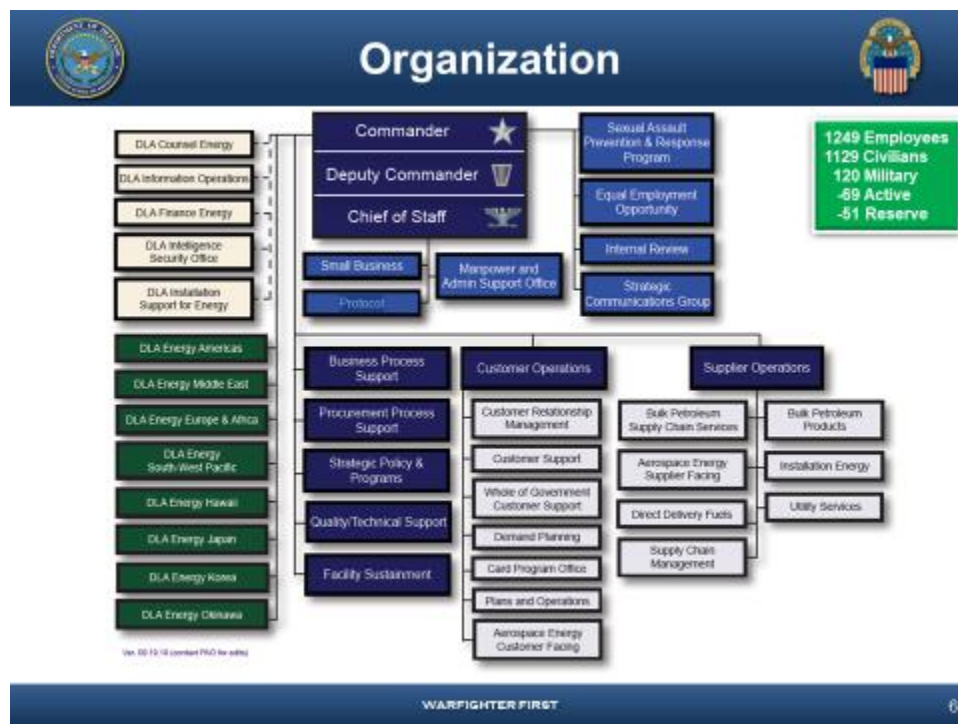 Organization
Commander
Deputy Commander
Chief of Staff
Sexual Assault
Prevention & Response
Program
Equal Employment
Opportunity
Internal Review
Strategic
Communications Group
1249 Employees
1129 Civilians
120 Military
-69 Active
-51 Reserve
DLA Counsel Energy
DLA Information Operations
DLA Finance Energy
DLA Intelligence
Security Office
DLA Installation
Support for Energy
Small Business
Protocol
Manpower and
Admin Support Office
DLA Energy Americas
DLA Energy Middle East
DLA Energy Europe & Africa
DLA Energy
South-West Pacific
DLA Energy Hawaii
DLA Energy Japan
DLA Energy Korea
DLA Energy Okinawa
Business Process
Support
Procurement Process
Support
Strategic Policy &
Programs
Quality/Technical Support
Facility Sustainment
Customer Operations
Customer Relationship
Management
Customer Support
Whole of Government
Customer Support
Demand Planning
Card Program Office
Plans and Operations
Aerospace Energy
Customer Facing
Supplier Operations
Bulk Petroleum
Supply Chain Services
Aerospace Energy
Supplier Facing
Direct Delivery Fuels
Supply Chain
Management
Bulk Petroleum
Products
Installation Energy
Utility Services
(contact PAO for edits)
WARFIGHTER FIRST
6